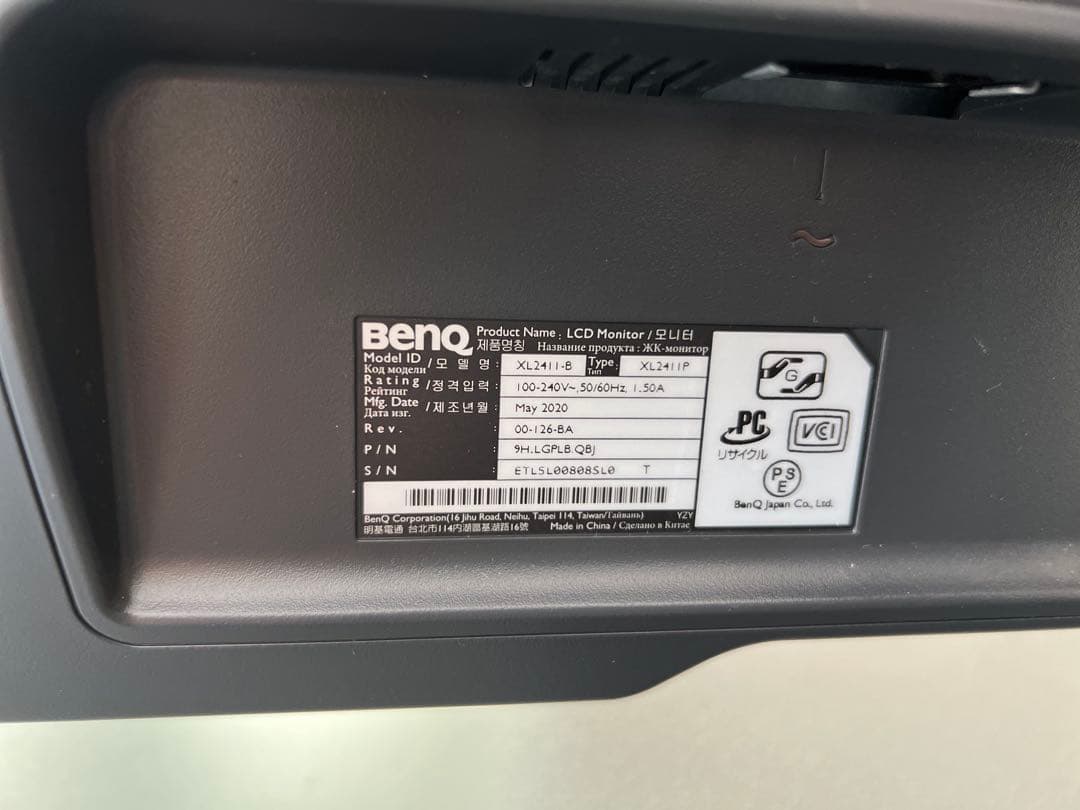 BenQ
Product Name : LCD Monitor / 모니터
제품명칭 Название продукта : ЖК-монитор
Model ID / 모 델 명 : XL2411-B Type : XL2411P
Код модели Тип
Rating / 정격입력 : 100-240V~,50/60Hz, 1.50A
Рейтинг
Mfg. Date / 제조년월 : May 2020
Дата изг.
Rev. : 00-126-BA
P/N : 9H.LGPLB.QBJ
S/N : ETL5L00808SL0 T
BenQ Corporation(16 Jihu Road, Neihu, Taipei 114, Taiwan/Тайвань) YZY
明基電通 台北市114內湖區基湖路16號 Made in China / Сделано в Китае
G
PC
リサイクル
VCCI
PSE
BenQ Japan Co., Ltd.